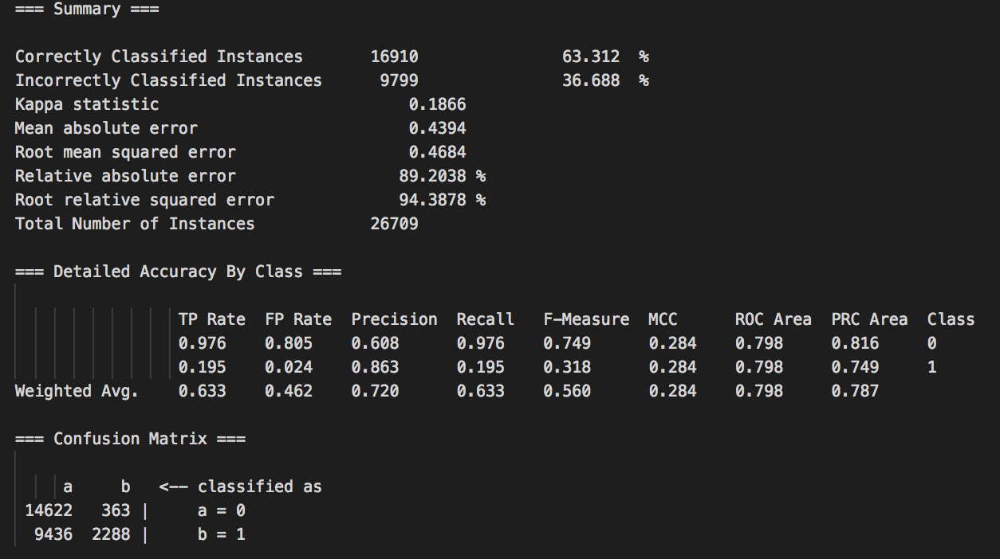 === Summary ===
Correctly Classified Instances 16910 63.312 %
Incorrectly Classified Instances 9799 36.688 %
Kappa statistic 0.1866
Mean absolute error 0.4394
Root mean squared error 0.4684
Relative absolute error 89.2038 %
Root relative squared error 94.3878 %
Total Number of Instances 26709
=== Detailed Accuracy By Class ===
TP Rate FP Rate Precision Recall F-Measure MCC ROC Area PRC Area Class
0.976 0.805 0.608 0.976 0.749 0.284 0.798 0.816 0
0.195 0.024 0.863 0.195 0.318 0.284 0.798 0.749 1
Weighted Avg. 0.633 0.462 0.720 0.633 0.560 0.284 0.798 0.787
=== Confusion Matrix ===
a b <-- classified as
14622 363 | a = 0
9436 2288 | b = 1